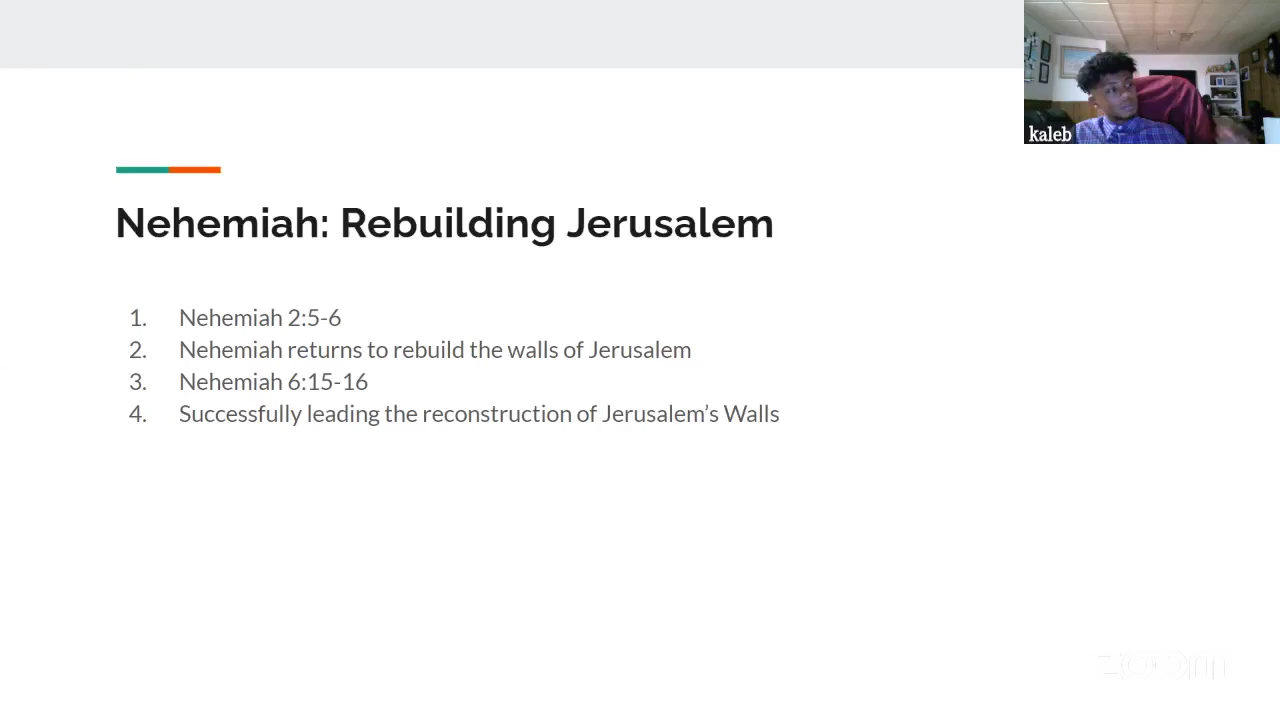 kaleb
Nehemiah: Rebuilding Jerusalem
1. Nehemiah 2:5-6
2. Nehemiah returns to rebuild the walls of Jerusalem
3. Nehemiah 6:15-16
4. Successfully leading the reconstruction of Jerusalem’s Walls
zoom